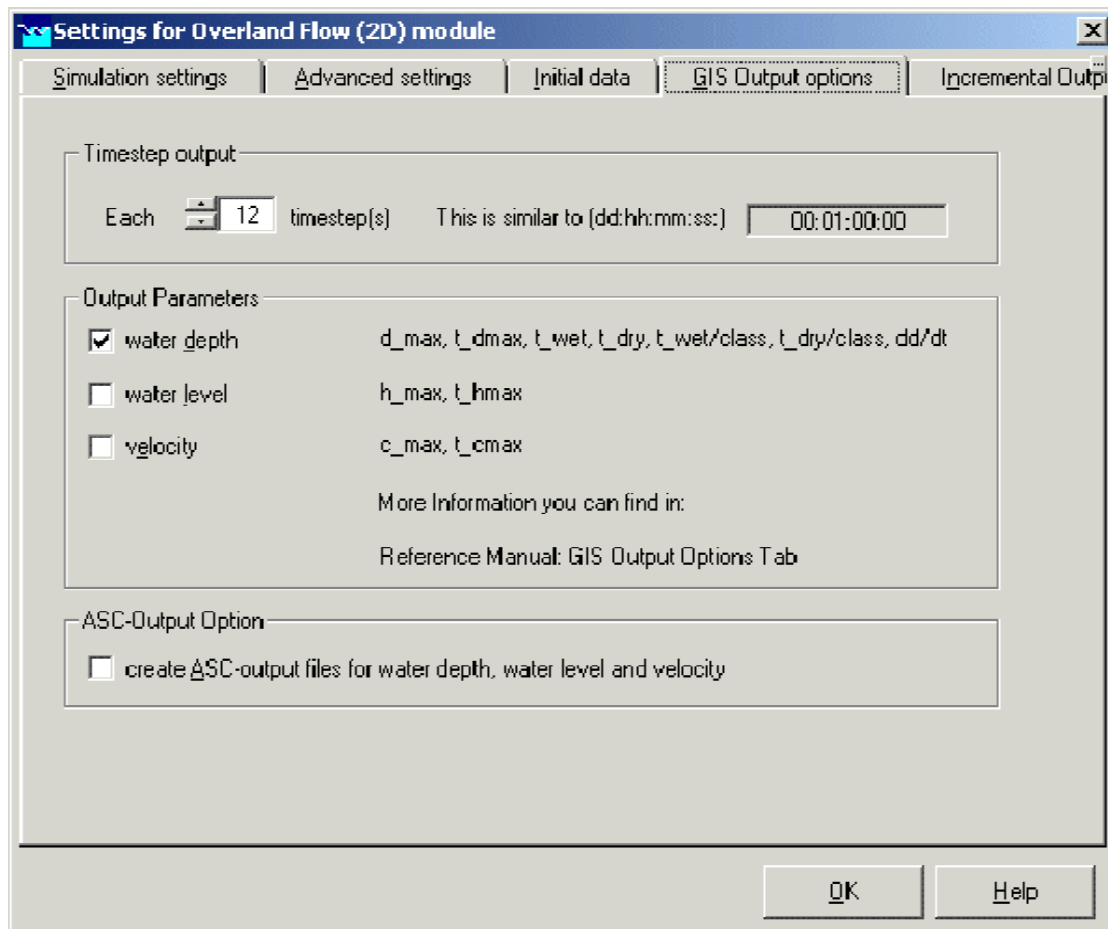 Settings for Overland Flow (2D) module
Simulation settings Advanced settings Initial data GIS Output options Incremental Outp
Timestep output
Each 12 timestep(s) This is similar to (dd:hh:mm:ss:) 00:01:00:00
Output Parameters
water depth d_max, t_dmax, t_wet, t_dry, t_wet/class, t_dry/class, dd/dt
water level h_max, t_hmax
velocity c_max, t_cmax
More Information you can find in:
Reference Manual: GIS Output Options Tab
ASC-Output Option
create ASC-output files for water depth, water level and velocity
OK Help